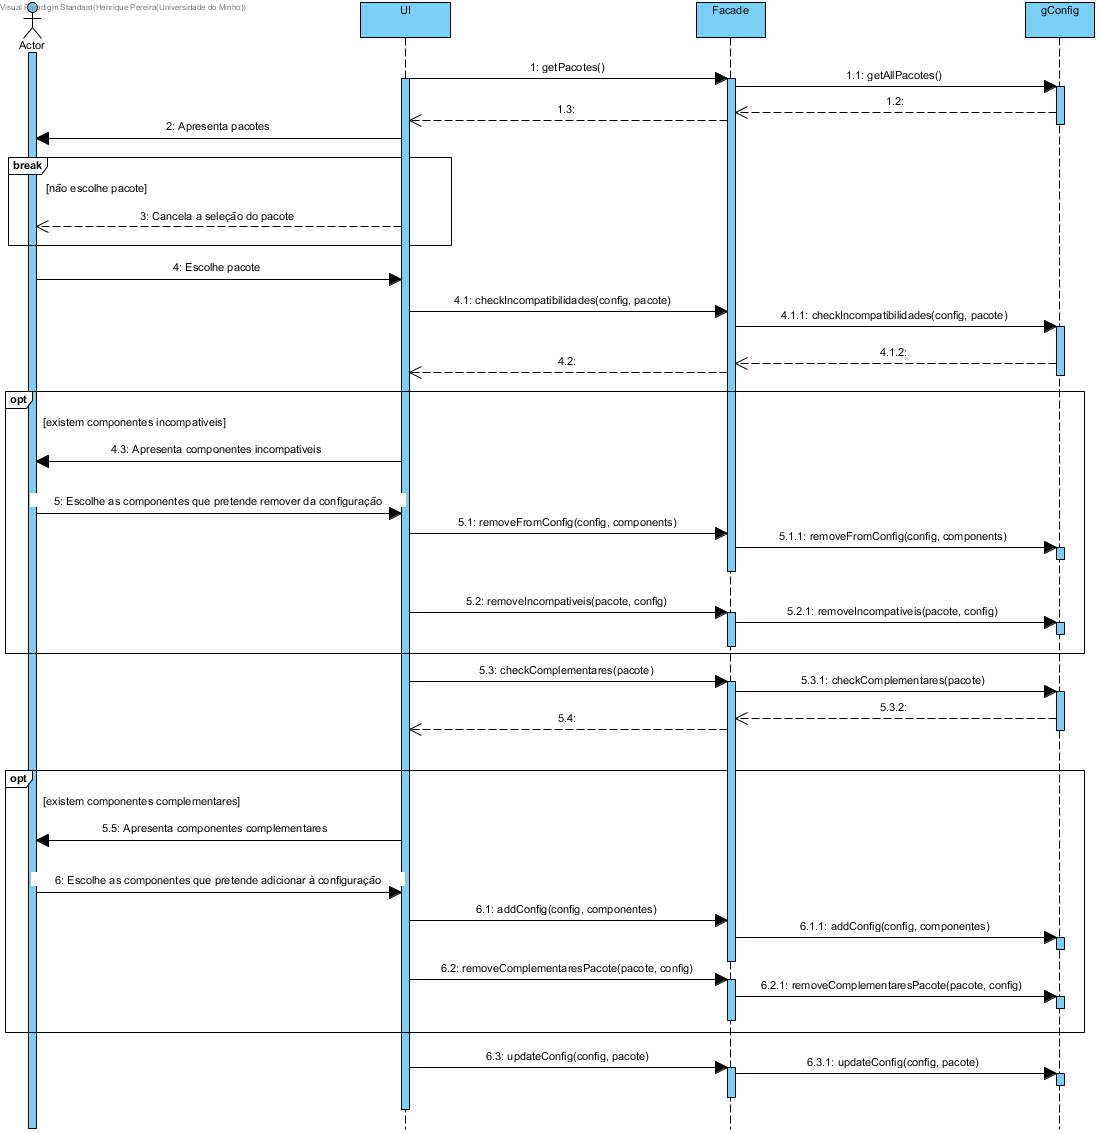 Visual Paradigm Standard(Henrique Pereira(Universidade do Minho))
UI
Facade
gConfig
Actor
1: getPacotes()
1.1: getAllPacotes()
1.2:
1.3:
2: Apresenta pacotes
break
[não escolhe pacote]
3: Cancela a seleção do pacote
4: Escolhe pacote
4.1: checkIncompatibilidades(config, pacote)
4.1.1: checkIncompatibilidades(config, pacote)
4.1.2:
4.2:
opt
[existem componentes incompativeis]
4.3: Apresenta componentes incompativeis
5: Escolhe as componentes que pretende remover da configuração
5.1: removeFromConfig(config, components)
5.1.1: removeFromConfig(config, components)
5.2: removeIncompativeis(pacote, config)
5.2.1: removeIncompativeis(pacote, config)
5.3: checkComplementares(pacote)
5.3.1: checkComplementares(pacote)
5.3.2:
5.4:
opt
[existem componentes complementares]
5.5: Apresenta componentes complementares
6: Escolhe as componentes que pretende adicionar à configuração
6.1: addConfig(config, componentes)
6.1.1: addConfig(config, componentes)
6.2: removeComplementaresPacote(pacote, config)
6.2.1: removeComplementaresPacote(pacote, config)
6.3: updateConfig(config, pacote)
6.3.1: updateConfig(config, pacote)